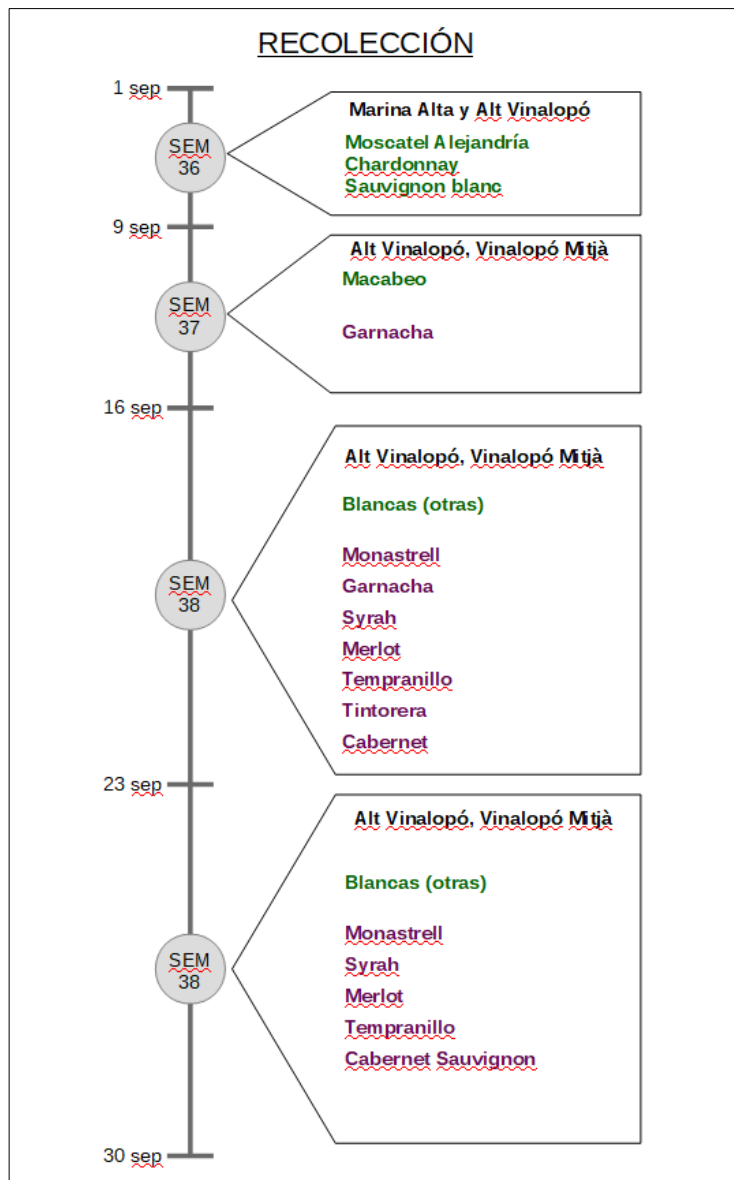 RECOLECCIÓN
1 sep
SEM
36
Marina Alta y Alt Vinalopó
Moscatel Alejandría
Chardonnay
Sauvignon blanc
9 sep
SEM
37
Alt Vinalopó, Vinalopó Mitjà
Macabeo
Garnacha
16 sep
SEM
38
Alt Vinalopó, Vinalopó Mitjà
Blancas (otras)
Monastrell
Garnacha
Syrah
Merlot
Tempranillo
Tintorera
Cabernet
23 sep
SEM
38
Alt Vinalopó, Vinalopó Mitjà
Blancas (otras)
Monastrell
Syrah
Merlot
Tempranillo
Cabernet Sauvignon
30 sep